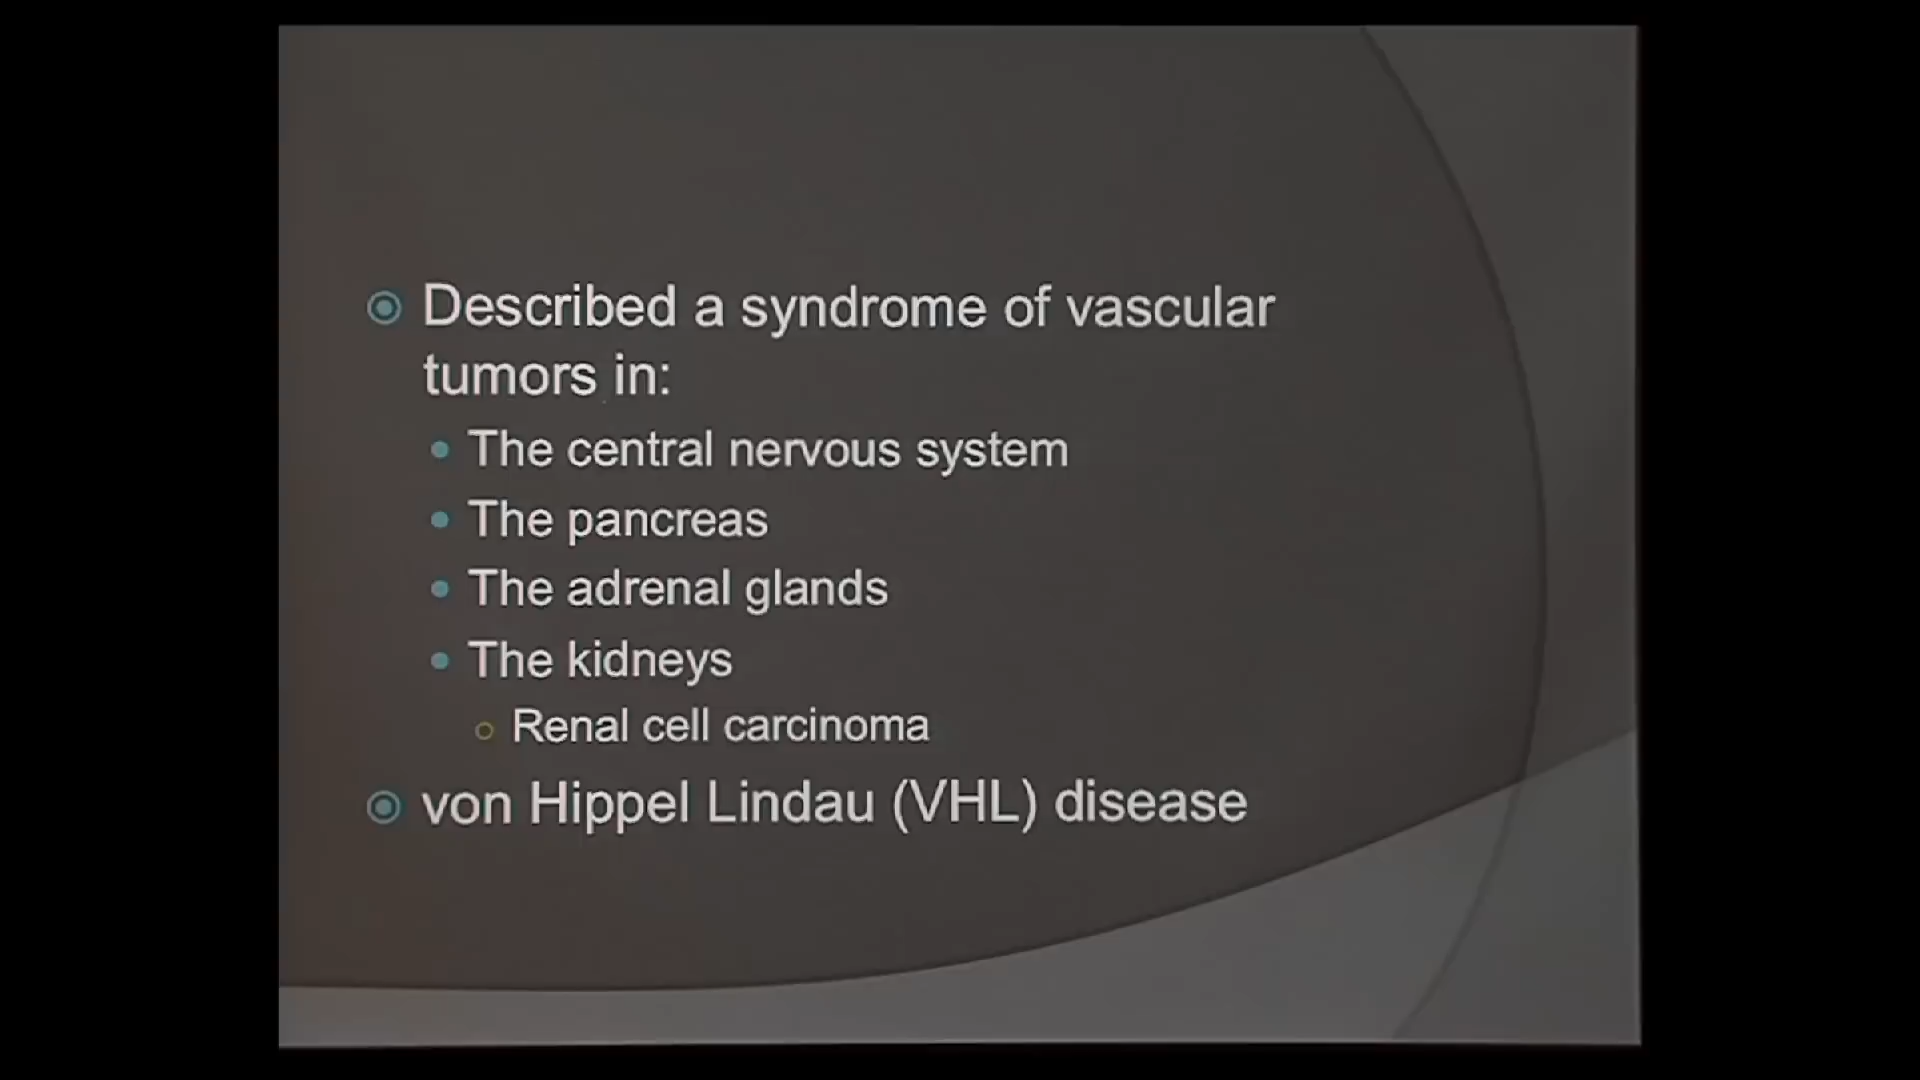 Described a syndrome of vascular
tumors in:
The central nervous system
The pancreas
The adrenal glands
The kidneys
Renal cell carcinoma
von Hippel Lindau (VHL) disease